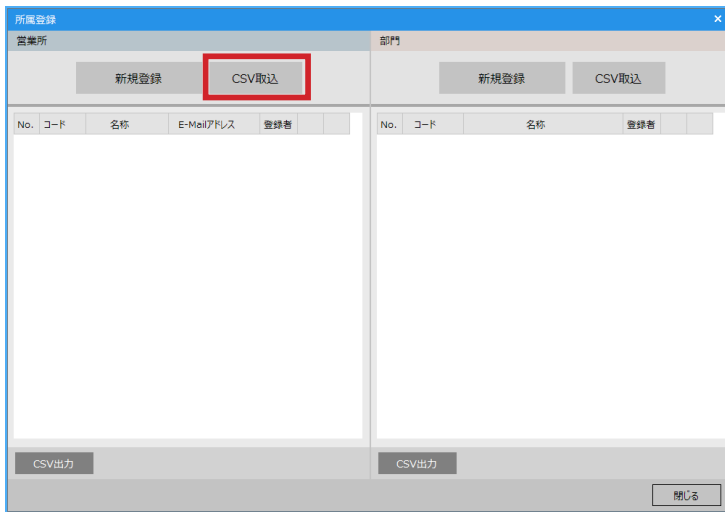 所属登録 ×
営業所
新規登録 CSV取込
No. コード 名称 E-Mailアドレス 登録者
CSV出力
部門
新規登録 CSV取込
No. コード 名称 登録者
CSV出力
閉じる